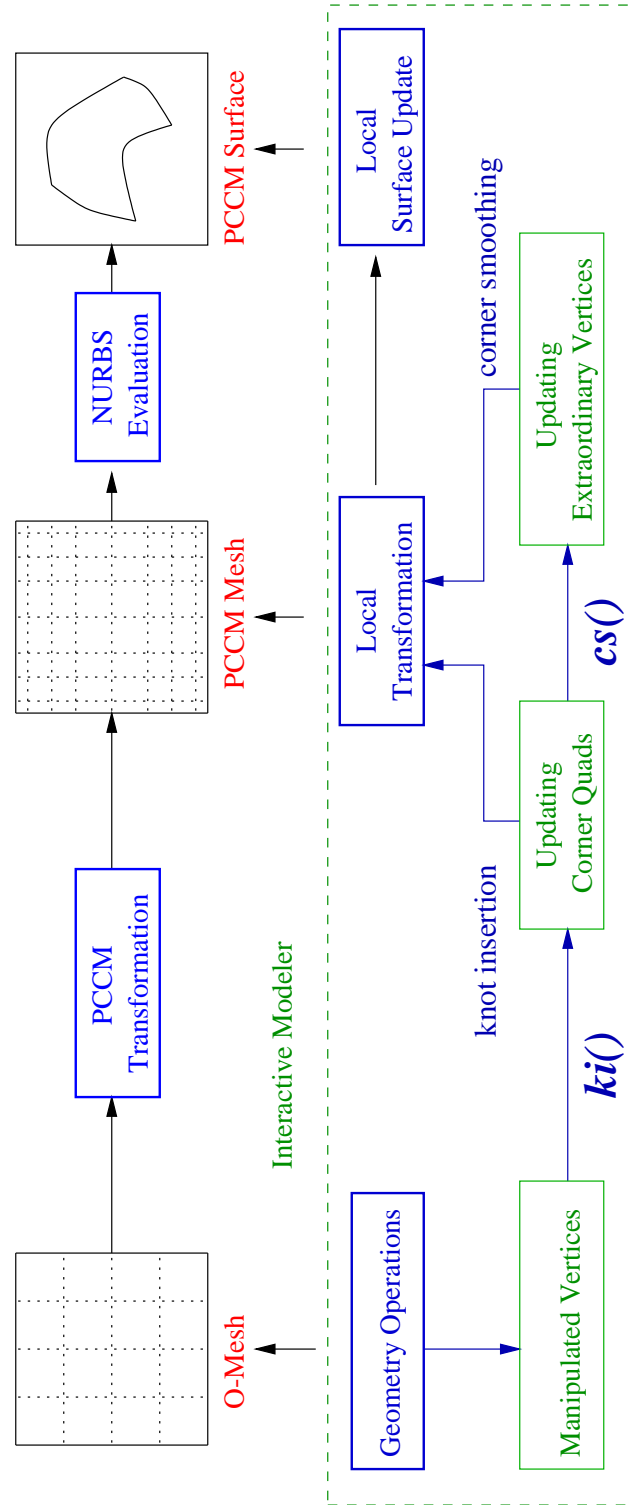 PCCM
Transformation
NURBS
Evaluation
O-Mesh
PCCM Mesh
PCCM Surface
Interactive Modeler
Geometry Operations
Local
Transformation
Local
Surface Update
knot insertion
corner smoothing
Manipulated Vertices
Updating
Corner Quads
Updating
Extraordinary Vertices
ki()
cs()